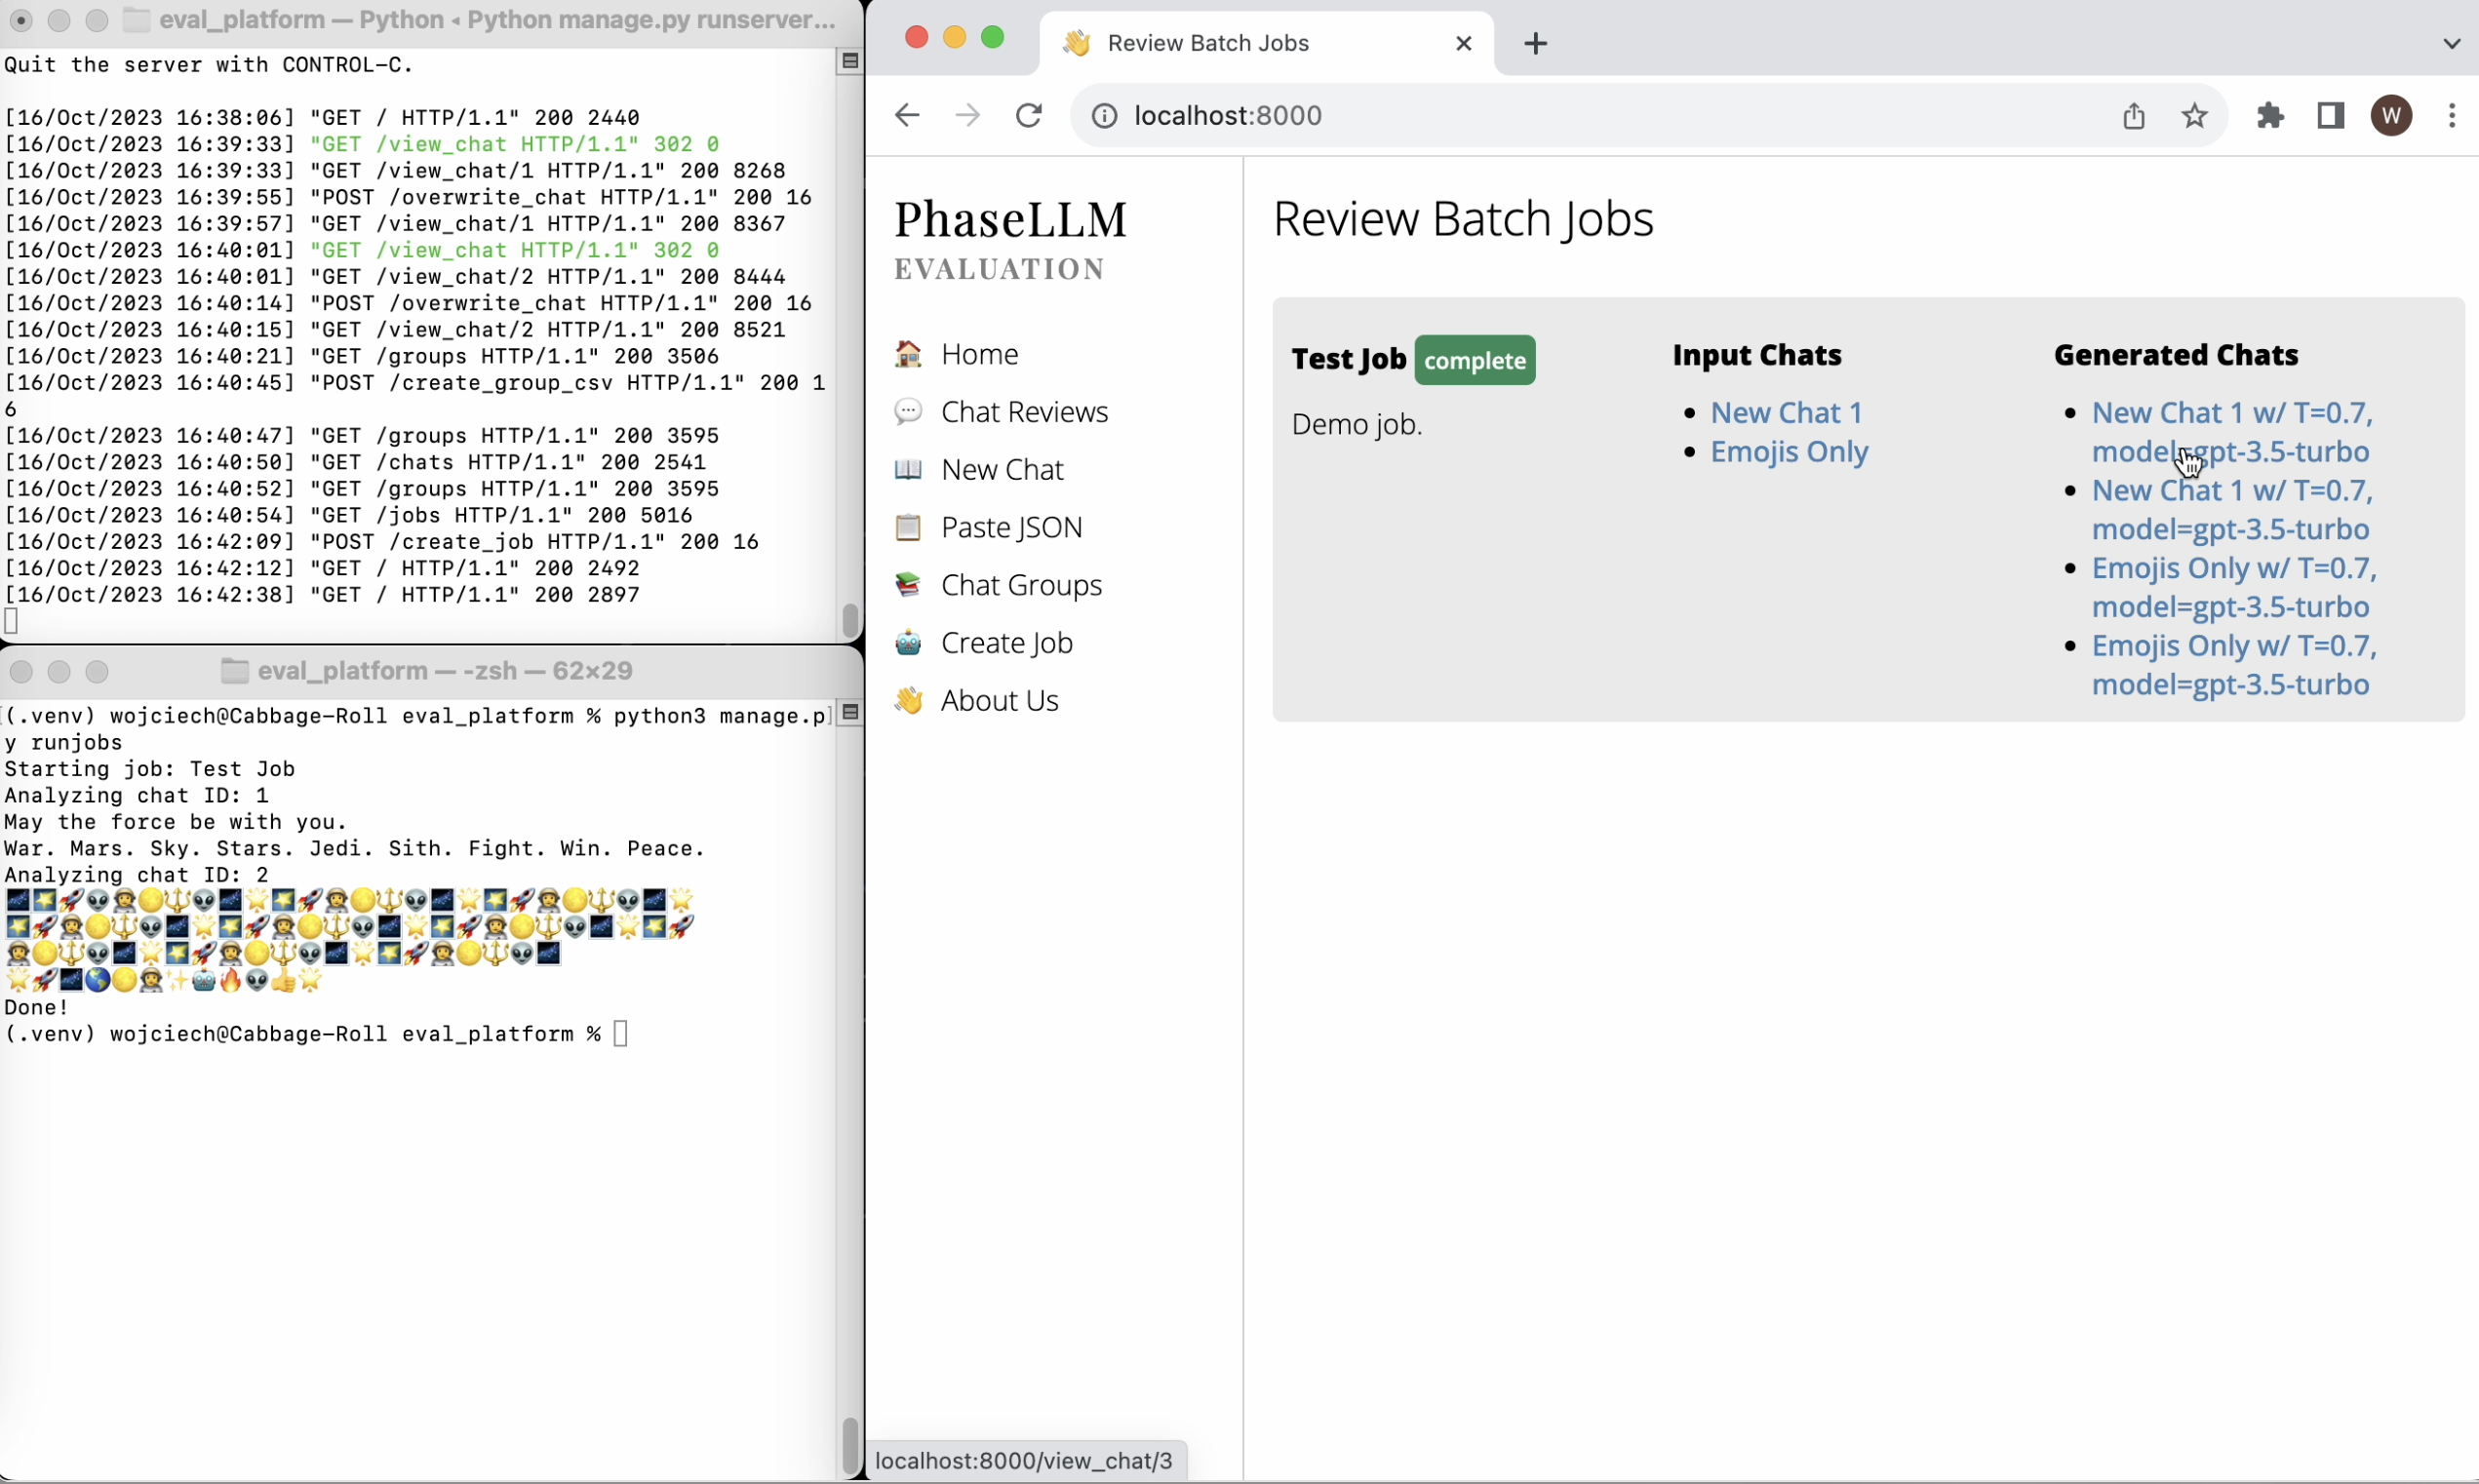 eval_platform — Python ◂ Python manage.py runserver...
Quit the server with CONTROL-C.
[16/Oct/2023 16:38:06] "GET / HTTP/1.1" 200 2440
[16/Oct/2023 16:39:33] "GET /view_chat HTTP/1.1" 302 0
[16/Oct/2023 16:39:33] "GET /view_chat/1 HTTP/1.1" 200 8268
[16/Oct/2023 16:39:55] "POST /overwrite_chat HTTP/1.1" 200 16
[16/Oct/2023 16:39:57] "GET /view_chat/1 HTTP/1.1" 200 8367
[16/Oct/2023 16:40:01] "GET /view_chat HTTP/1.1" 302 0
[16/Oct/2023 16:40:01] "GET /view_chat/2 HTTP/1.1" 200 8444
[16/Oct/2023 16:40:14] "POST /overwrite_chat HTTP/1.1" 200 16
[16/Oct/2023 16:40:15] "GET /view_chat/2 HTTP/1.1" 200 8521
[16/Oct/2023 16:40:21] "GET /groups HTTP/1.1" 200 3506
[16/Oct/2023 16:40:45] "POST /create_group_csv HTTP/1.1" 200 1
6
[16/Oct/2023 16:40:47] "GET /groups HTTP/1.1" 200 3595
[16/Oct/2023 16:40:50] "GET /chats HTTP/1.1" 200 2541
[16/Oct/2023 16:40:52] "GET /groups HTTP/1.1" 200 3595
[16/Oct/2023 16:40:54] "GET /jobs HTTP/1.1" 200 5016
[16/Oct/2023 16:42:09] "POST /create_job HTTP/1.1" 200 16
[16/Oct/2023 16:42:12] "GET / HTTP/1.1" 200 2492
[16/Oct/2023 16:42:38] "GET / HTTP/1.1" 200 2897
eval_platform — -zsh — 62×29
[(.venv) wojciech@Cabbage-Roll eval_platform % python3 manage.p]
y runjobs
Starting job: Test Job
Analyzing chat ID: 1
May the force be with you.
War. Mars. Sky. Stars. Jedi. Sith. Fight. Win. Peace.
Analyzing chat ID: 2
Done!
(.venv) wojciech@Cabbage-Roll eval_platform %
Review Batch Jobs
localhost:8000
W
PhaseLLM
EVALUATION
Home
Chat Reviews
New Chat
Paste JSON
Chat Groups
Create Job
About Us
Review Batch Jobs
Test Job complete
Demo job.
Input Chats
• New Chat 1
• Emojis Only
Generated Chats
• New Chat 1 w/ T=0.7,
model=gpt-3.5-turbo
• New Chat 1 w/ T=0.7,
model=gpt-3.5-turbo
• Emojis Only w/ T=0.7,
model=gpt-3.5-turbo
• Emojis Only w/ T=0.7,
model=gpt-3.5-turbo
localhost:8000/view_chat/3